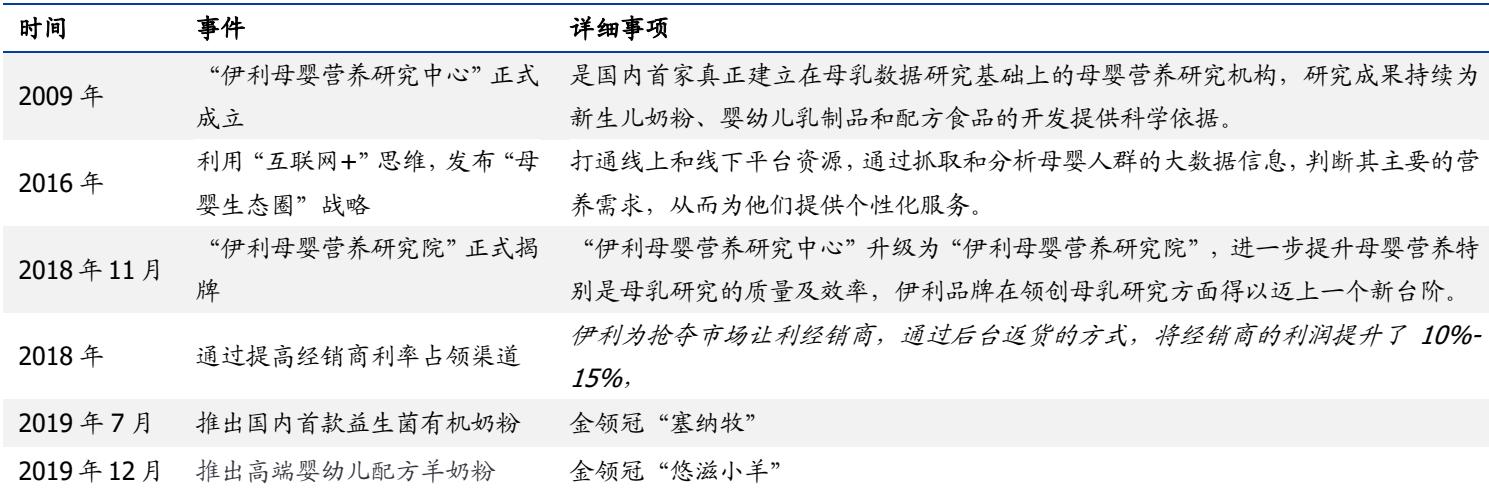 时间 事件 详细事项
“伊利母婴营养研究中心”正式 是国内首家真正建立在母乳数据研究基础上的母婴营养研究机构，研究成果持续为
2009 年
成立 新生儿奶粉、婴幼儿乳制品和配方食品的开发提供科学依据。
利用“互联网+”思维，发布“母 打通线上和线下平台资源，通过抓取和分析母婴人群的大数据信息，判断其主要的营
2016 年
婴生态圈”战略 养需求，从而为他们提供个性化服务。
“伊利母婴营养研究院”正式揭 “伊利母婴营养研究中心”升级为“伊利母婴营养研究院”，进一步提升母婴营养特
2018 年 11 月
牌 别是母乳研究的质量及效率，伊利品牌在领创母乳研究方面得以迈上一个新台阶。
伊利为抢夺市场让利经销商，通过后台返货的方式，将经销商的利润提升了 10%-
2018 年 通过提高经销商利率占领渠道
15%，
2019 年 7 月 推出国内首款益生菌有机奶粉 金领冠“塞纳牧”
2019 年 12 月 推出高端婴幼儿配方羊奶粉 金领冠“悠滋小羊”